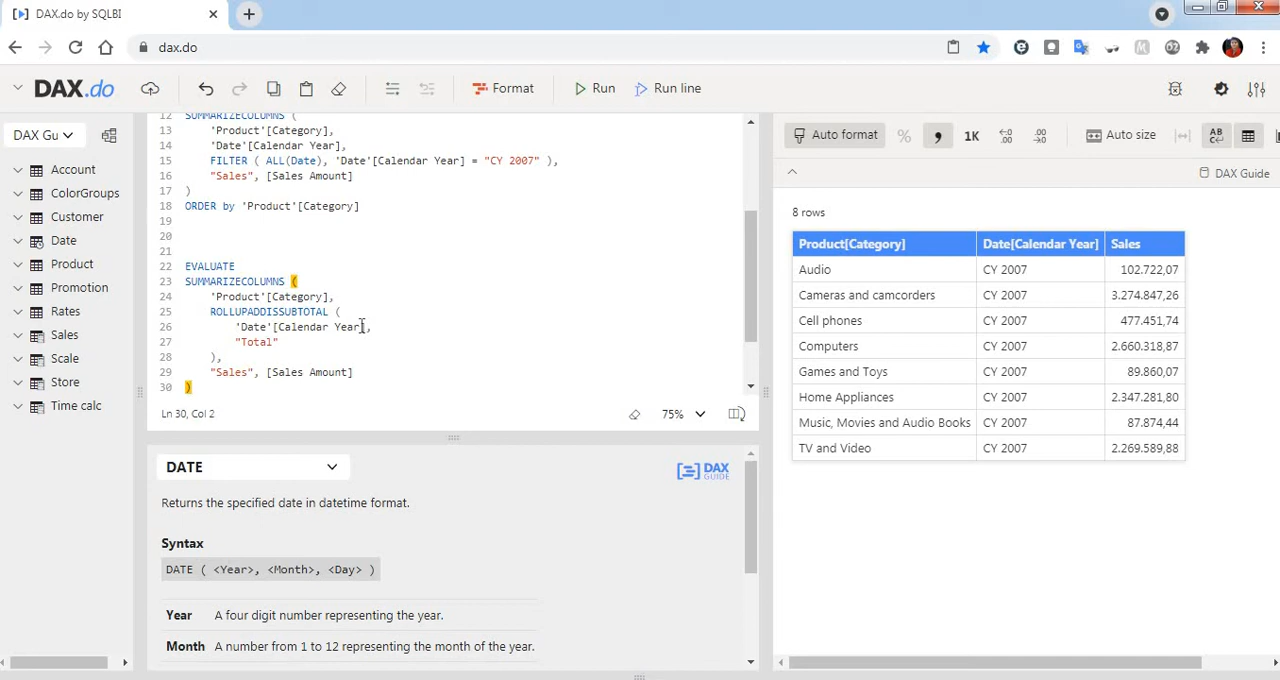 DAX.do by SQLBI
dax.do
DAX.do
Format
Run
Run line
DAX Gu
Account
ColorGroups
Customer
Date
Product
Promotion
Rates
Sales
Scale
Store
Time calc
12 SUMMARIZECOLUMNS (
13 'Product'[Category],
14 'Date'[Calendar Year],
15 FILTER ( ALL(Date), 'Date'[Calendar Year] = "CY 2007" ),
16 "Sales", [Sales Amount]
17 )
18 ORDER by 'Product'[Category]
19
20
21
22 EVALUATE
23 SUMMARIZECOLUMNS (
24 'Product'[Category],
25 ROLLUPADDISSUBTOTAL (
26 'Date'[Calendar Year],
27 "Total"
28 ),
29 "Sales", [Sales Amount]
30 )
Ln 30, Col 2
75%
DATE
DAX GUIDE
Returns the specified date in datetime format.
Syntax
DATE ( <Year>, <Month>, <Day> )
Year A four digit number representing the year.
Month A number from 1 to 12 representing the month of the year.
Auto format
%
1K
.00
Auto size
AB
DAX Guide
8 rows
Product[Category] Date[Calendar Year] Sales
Audio CY 2007 102.722,07
Cameras and camcorders CY 2007 3.274.847,26
Cell phones CY 2007 477.451,74
Computers CY 2007 2.660.318,87
Games and Toys CY 2007 89.860,07
Home Appliances CY 2007 2.347.281,80
Music, Movies and Audio Books CY 2007 87.874,44
TV and Video CY 2007 2.269.589,88